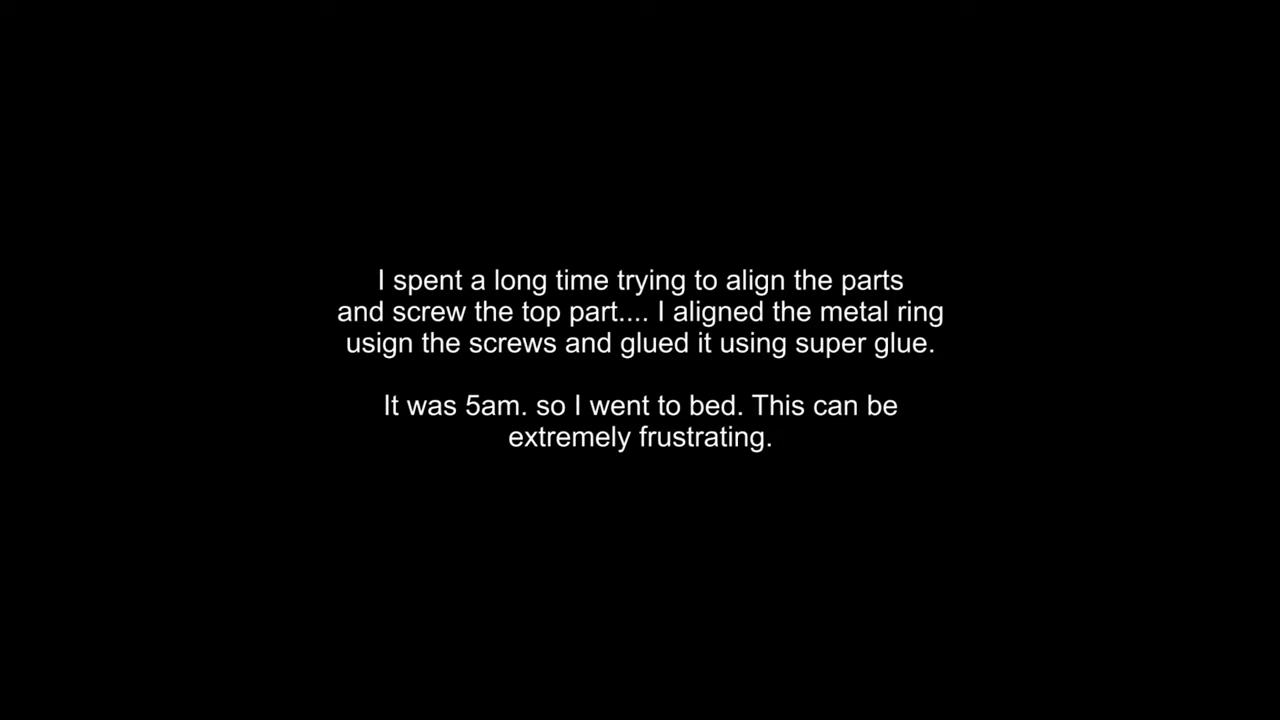 I spent a long time trying to align the parts
and screw the top part.... I aligned the metal ring
usign the screws and glued it using super glue.
It was 5am. so I went to bed. This can be
extremely frustrating.